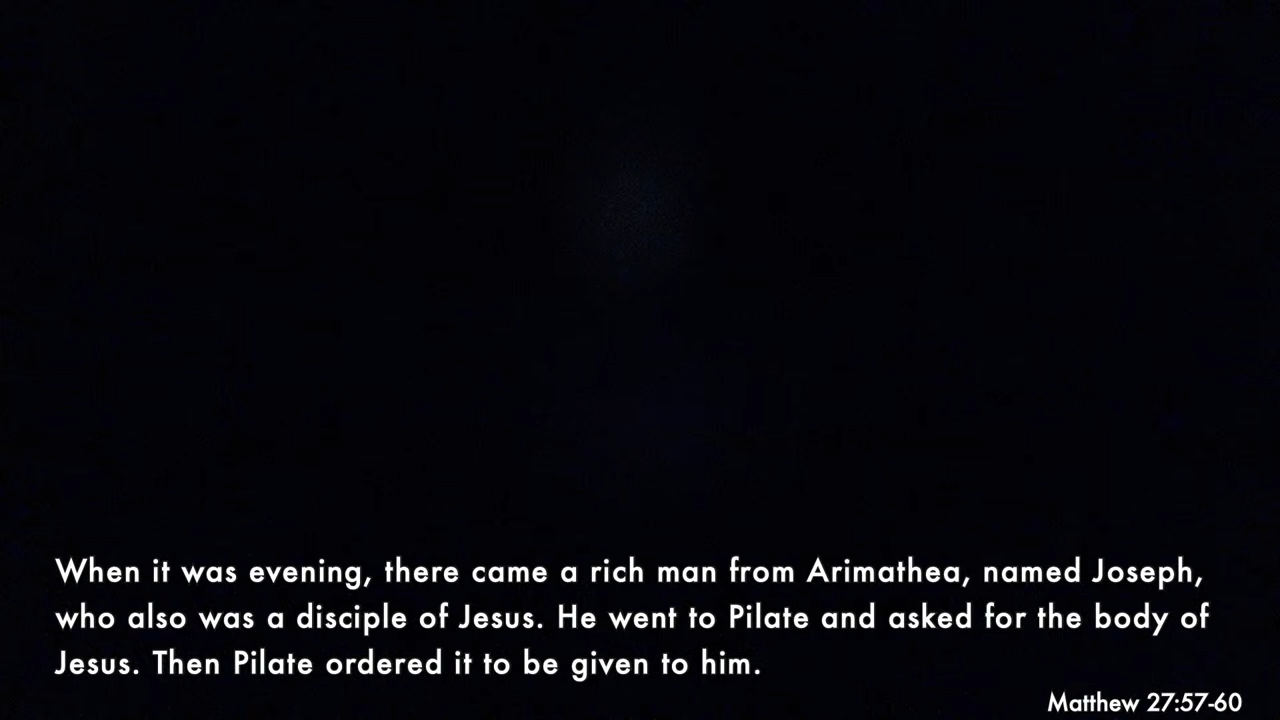 When it was evening, there came a rich man from Arimathea, named Joseph,
who also was a disciple of Jesus. He went to Pilate and asked for the body of
Jesus. Then Pilate ordered it to be given to him.
Matthew 27:57-60